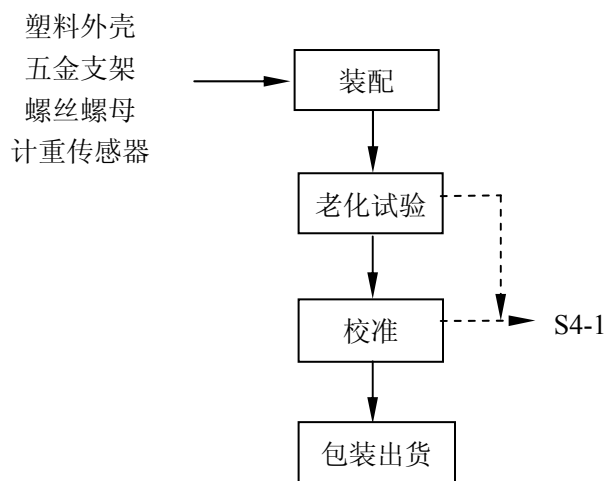 塑料外壳
五金支架
螺丝螺母
计重传感器
装配
老化试验
校准
S4-1
包装出货